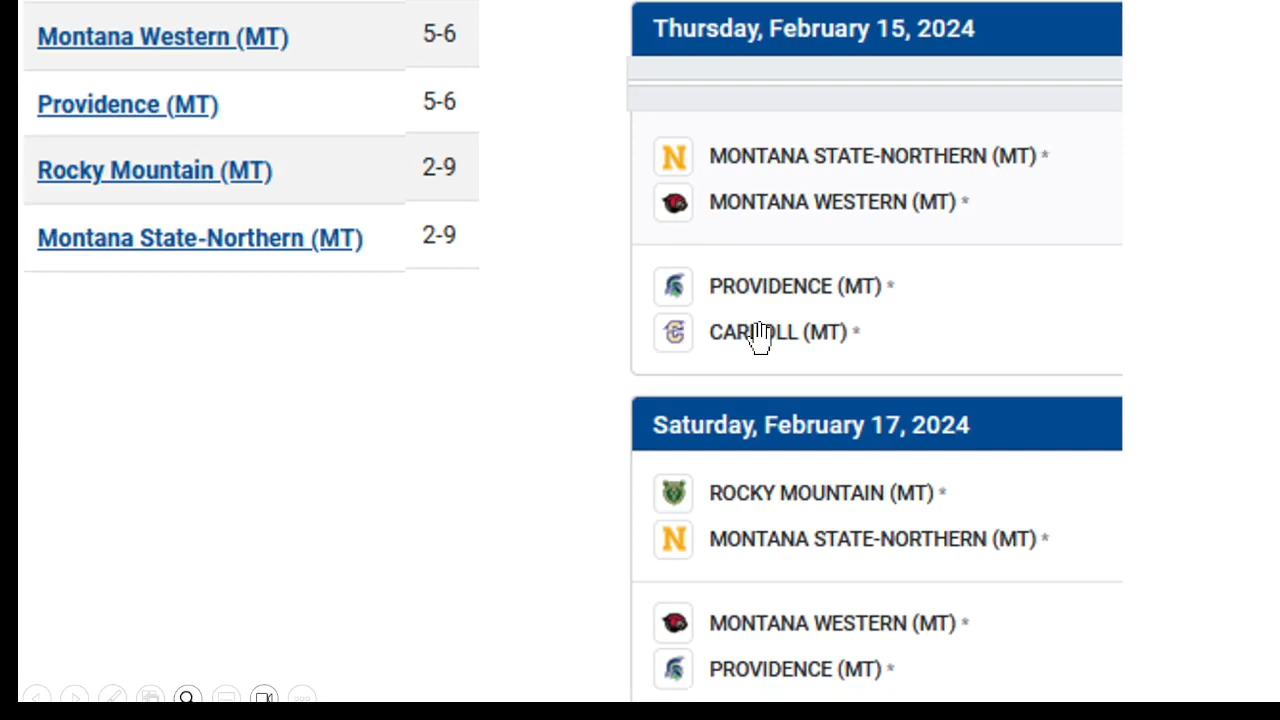 Montana Western (MT) 5-6
Providence (MT) 5-6
Rocky Mountain (MT) 2-9
Montana State-Northern (MT) 2-9
Thursday, February 15, 2024
N MONTANA STATE-NORTHERN (MT) *
MONTANA WESTERN (MT) *
PROVIDENCE (MT) *
C CARROLL (MT) *
Saturday, February 17, 2024
ROCKY MOUNTAIN (MT) *
N MONTANA STATE-NORTHERN (MT) *
MONTANA WESTERN (MT) *
PROVIDENCE (MT) *